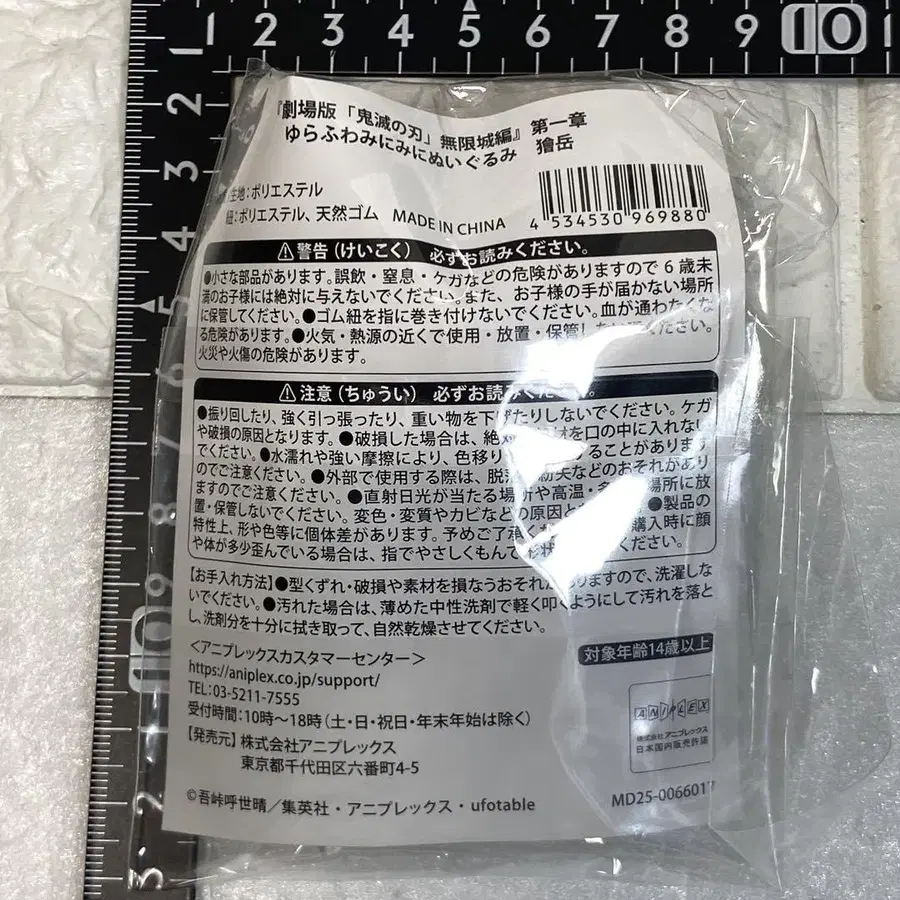 1 2 3 4 5 6 7 8 9 10
1
2
3
4
5
6
7
8
9
10
『劇場版「鬼滅の刃」無限城編』第一章
ゆらふわみにみにぬいぐるみ 獪岳
生地:ポリエステル
紐:ポリエステル、天然ゴム MADE IN CHINA
4 534530 969880
⚠警告(けいこく) 必ずお読みください。
●小さな部品があります。誤飲・窒息・ケガなどの危険がありますので6歳未
満のお子様には絶対に与えないでください。また、お子様の手が届かない場所
に保管してください。●ゴム紐を指に巻き付けないでください。血が通わなくな
る危険があります。●火気・熱源の近くで使用・放置・保管しないでください。
火災や火傷の危険があります。
⚠注意(ちゅうい) 必ずお読みください。
●振り回したり、強く引っ張ったり、重い物を下げたりしないでください。ケガ
や破損の原因となります。●破損した場合は、絶対 を口の中に入れない
でください。●水濡れや強い摩擦により、色移り ることがあります
のでご注意ください。●外部で使用する際は、脱落 紛失などのおそれがあり
ますのでご注意ください。●直射日光が当たる場所や高温・多 場所に放
置・保管しないでください。変色・変質やカビなどの原因と ●製品の
特性上、形や色等に個体差があります。予めご了承く 購入時に顔
や体が多少歪んでいる場合は、指でやさしくもんで形状 ください。
【お手入れ方法】●型くずれ・破損や素材を損なうおそれがありますので、洗濯しな
いでください。●汚れた場合は、薄めた中性洗剤で軽く叩くようにして汚れを落と
し、洗剤分を十分に拭き取って、自然乾燥させてください。
<アニプレックスカスタマーセンター>
https://aniplex.co.jp/support/
TEL:03-5211-7555
受付時間:10時〜18時(土・日・祝日・年末年始は除く)
【発売元】株式会社アニプレックス
東京都千代田区六番町4-5
対象年齢14歳以上
ANIPLEX
株式会社アニプレックス
日本国内販売許諾
©吾峠呼世晴/集英社・アニプレックス・ufotable
MD25-006601